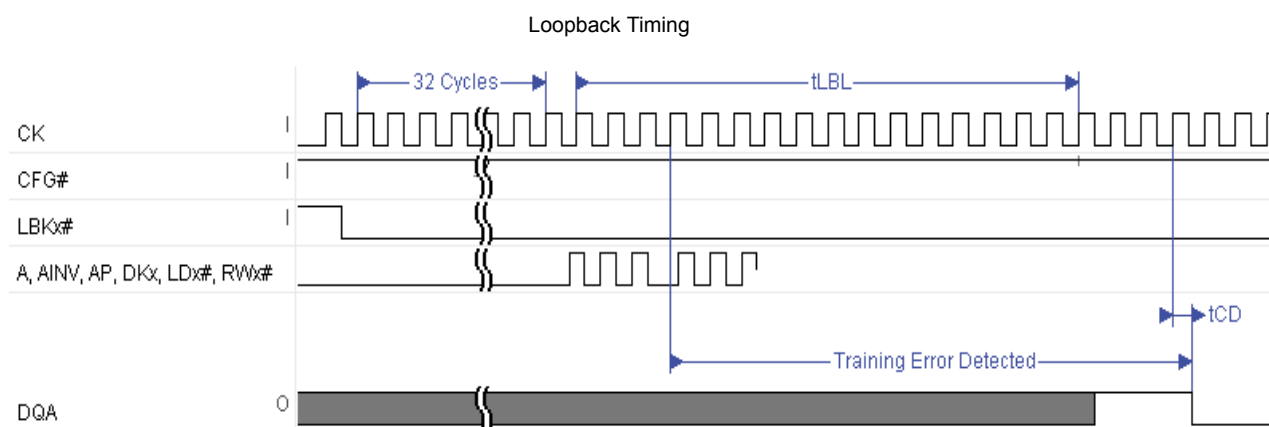 Loopback Timing
32 Cycles
tLBL
CK I
CFG# I
LBKx# I
A, AINV, AP, DKx, LDx#, RWx#
tCD
Training Error Detected
DQA O